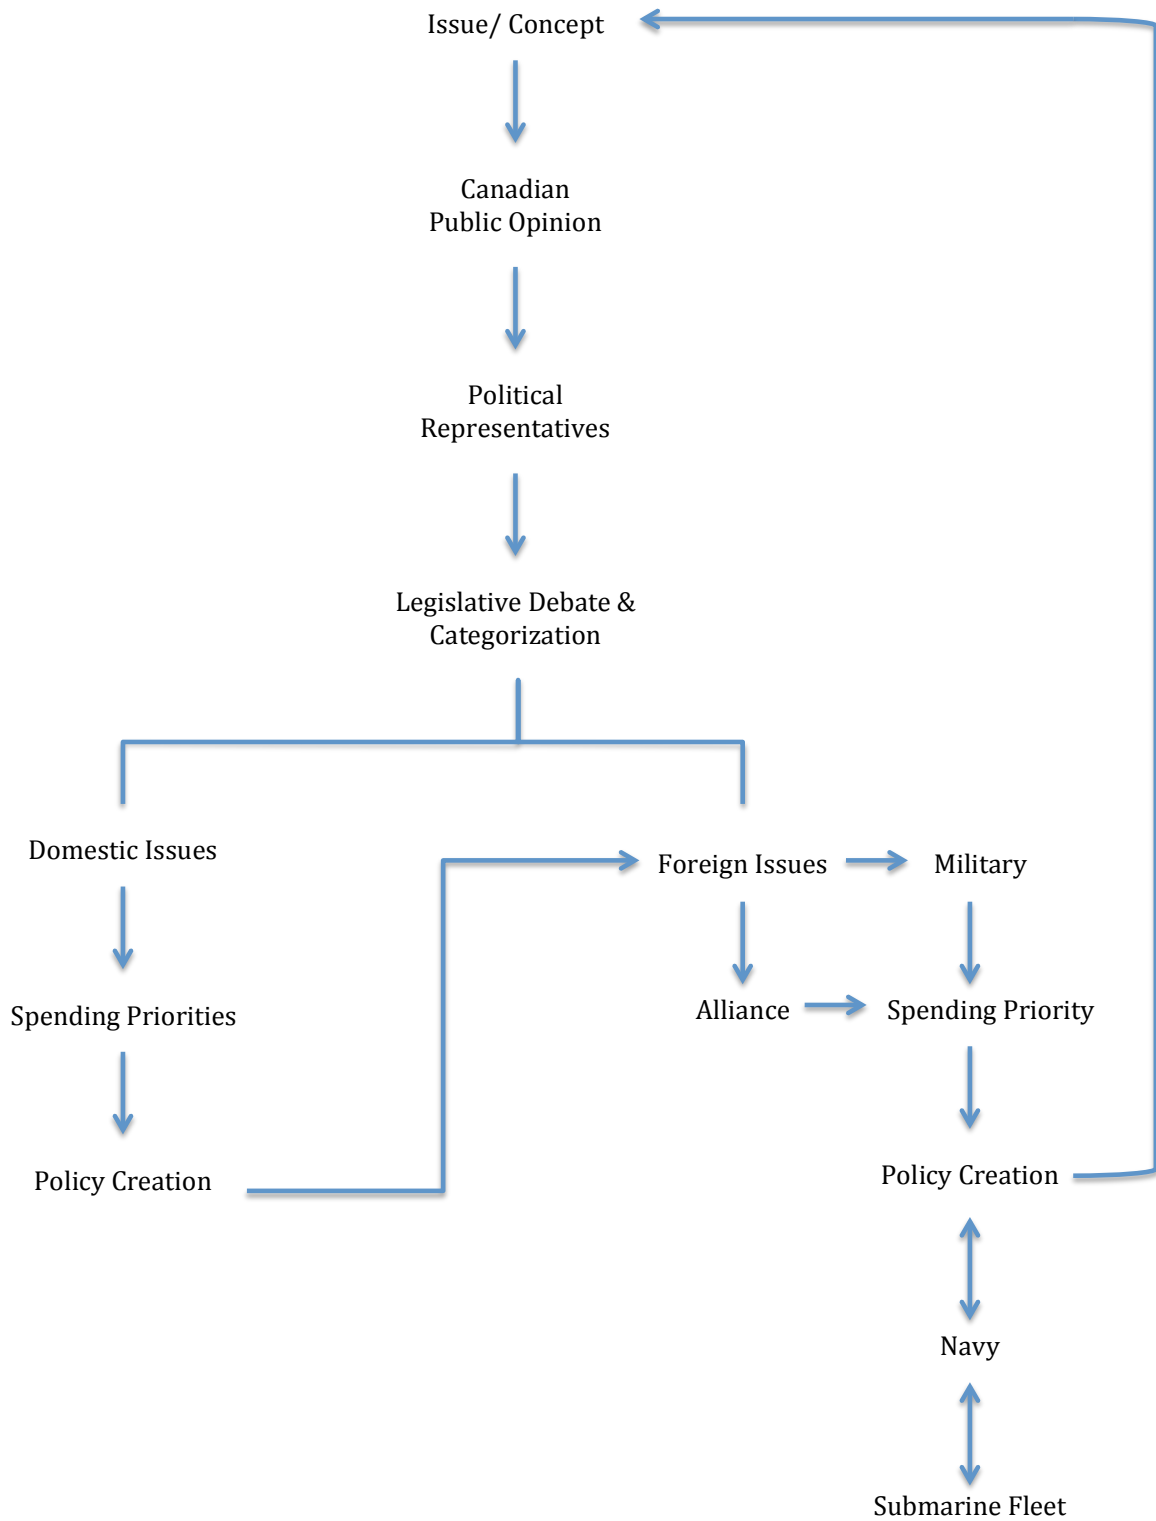 Issue/ Concept
Canadian
Public Opinion
Political
Representatives
Legislative Debate &
Categorization
Domestic Issues
Foreign Issues
Military
Spending Priorities
Alliance
Spending Priority
Policy Creation
Policy Creation
Navy
Submarine Fleet